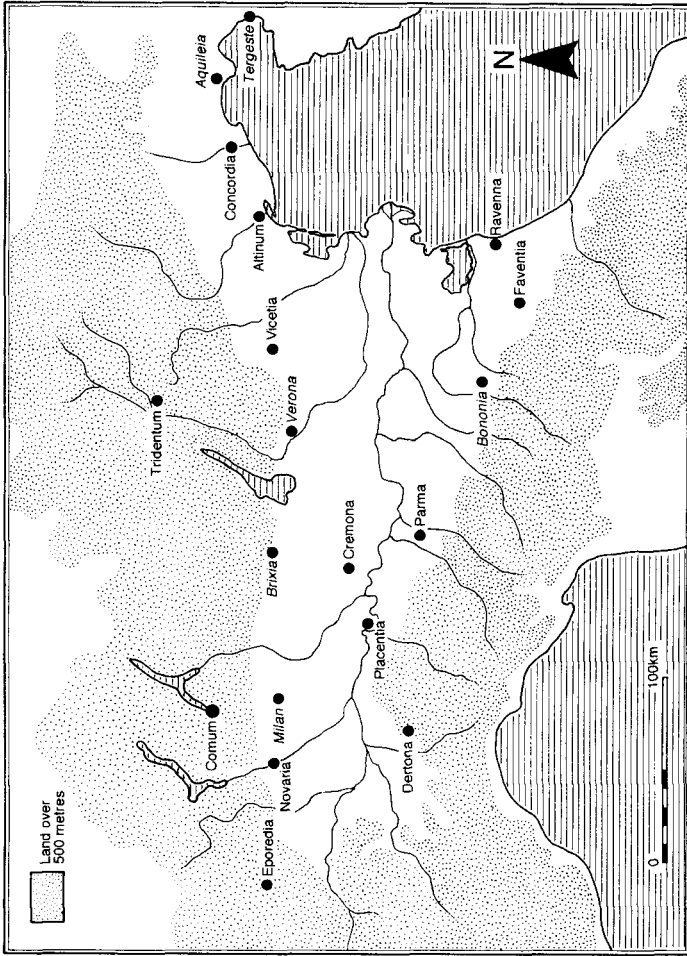 Land over
500 metres
Aquileia
Tergeste
Concordia
Altinum
Tridentum
Vicetia
Verona
Brixia
Comum
Milan
Novaria
Eporedia
Cremona
Placentia
Parma
Dertona
Bononia
Ravenna
Faventia
N
0 100km